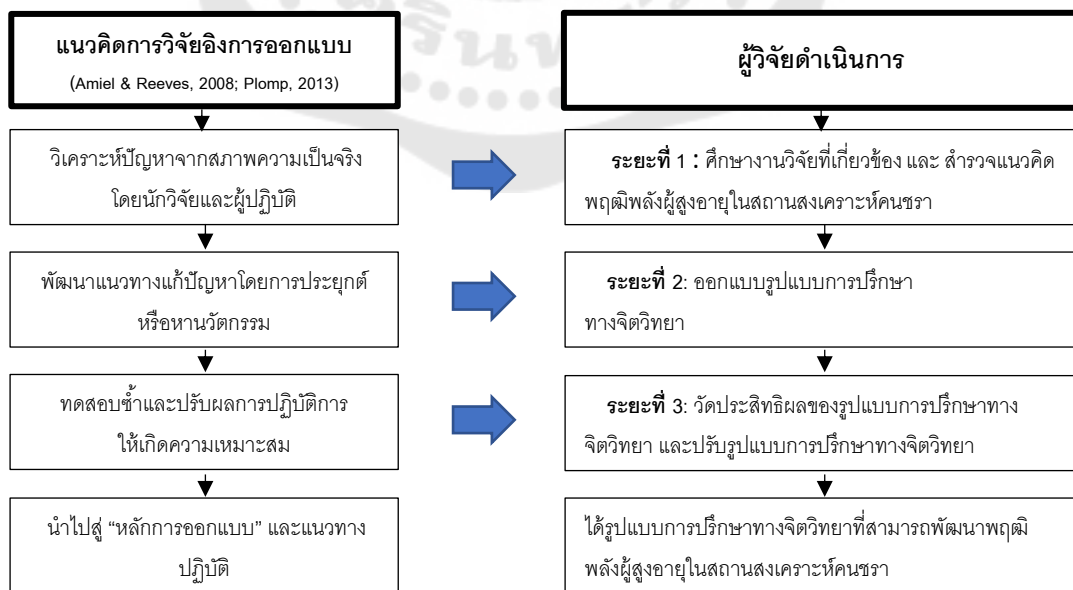 แนวคิดการวิจัยอิงการออกแบบ
(Amiel & Reeves, 2008; Plomp, 2013)
วิเคราะห์ปัญหาจากสภาพความเป็นจริง
โดยนักวิจัยและผู้ปฏิบัติ
พัฒนาแนวทางแก้ปัญหาโดยการประยุกต์
หรือหานวัตกรรม
ทดสอบซ้ำและปรับผลการปฏิบัติการ
ให้เกิดความเหมาะสม
นำไปสู่ “หลักการออกแบบ” และแนวทาง
ปฏิบัติ
ผู้วิจัยดำเนินการ
ระยะที่ 1 : ศึกษางานวิจัยที่เกี่ยวข้อง และ สำรวจแนวคิด
พฤฒิพลังผู้สูงอายุในสถานสงเคราะห์คนชรา
ระยะที่ 2: ออกแบบรูปแบบการปรึกษา
ทางจิตวิทยา
ระยะที่ 3: วัดประสิทธิผลของรูปแบบการปรึกษาทาง
จิตวิทยา และปรับรูปแบบการปรึกษาทางจิตวิทยา
ได้รูปแบบการปรึกษาทางจิตวิทยาที่สามารถพัฒนาพฤฒิ
พลังผู้สูงอายุในสถานสงเคราะห์คนชรา